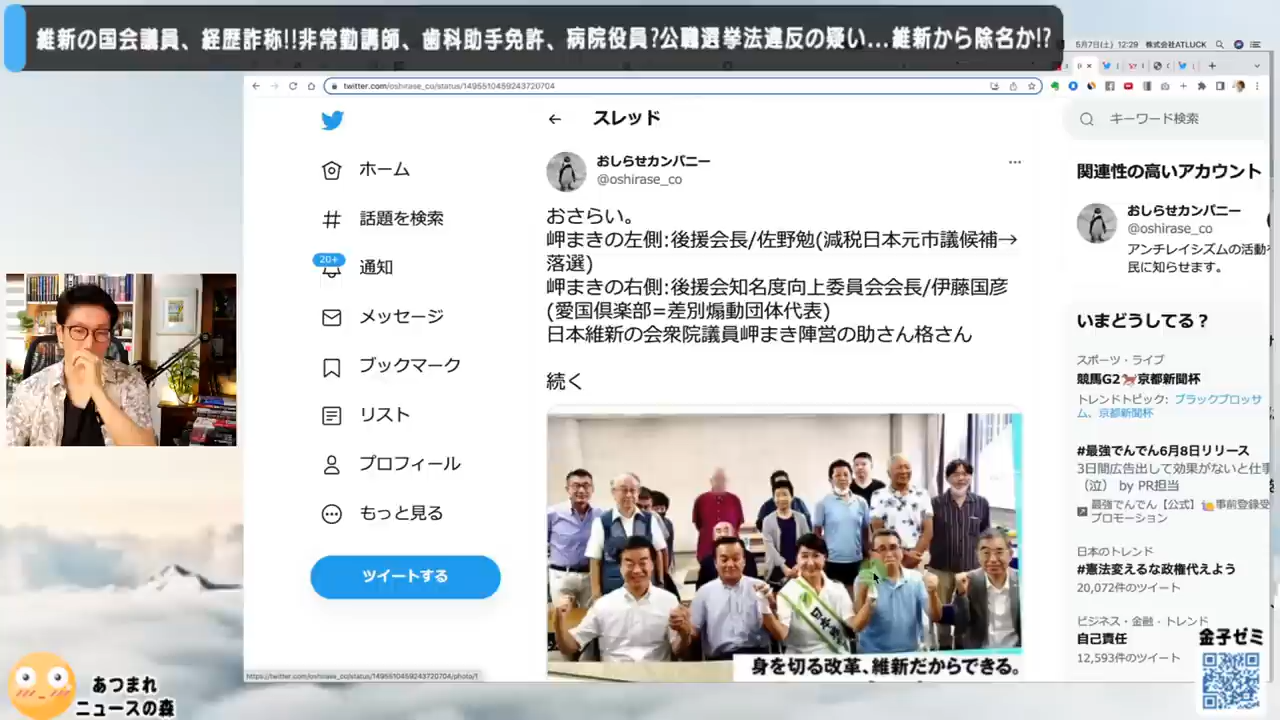 維新の国会議員、経歴詐称!!非常勤講師、歯科助手免許、病院役員?公職選挙法違反の疑い…維新から除名か!?
5月7日(土) 12:29 株式会社ATLUCK
twitter.com/oshirase_co/status/1495510459243720704
ホーム
話題を検索
20+
通知
メッセージ
ブックマーク
リスト
プロフィール
もっと見る
ツイートする
https://twitter.com/oshirase_co/status/1495510459243720704/photo/1
スレッド
おしらせカンパニー
@oshirase_co
おさらい。
岬まきの左側:後援会長/佐野勉(減税日本元市議候補→
落選)
岬まきの右側:後援会知名度向上委員会会長/伊藤国彦
(愛国倶楽部=差別煽動団体代表)
日本維新の会衆院議員岬まき陣営の助さん格さん
続く
身を切る改革、維新だからできる。
キーワード検索
関連性の高いアカウント
おしらせカンパニー
@oshirase_co
アンチレイシズムの活動
民に知らせます。
いまどうしてる？
スポーツ・ライブ
競馬G2🐎京都新聞杯
トレンドトピック: ブラックブロッサ
ム、京都新聞杯
#最強でんでん6月8日リリース
3日間広告出して効果がないと仕事
（泣） by PR担当
最強でんでん【公式】🐌事前登録受
プロモーション
日本のトレンド
#憲法変えるな政権代えよう
20,072件のツイート
ビジネス・金融・トレンド
自己責任
12,593件のツイート
金子ゼミ
あつまれ
ニュースの森